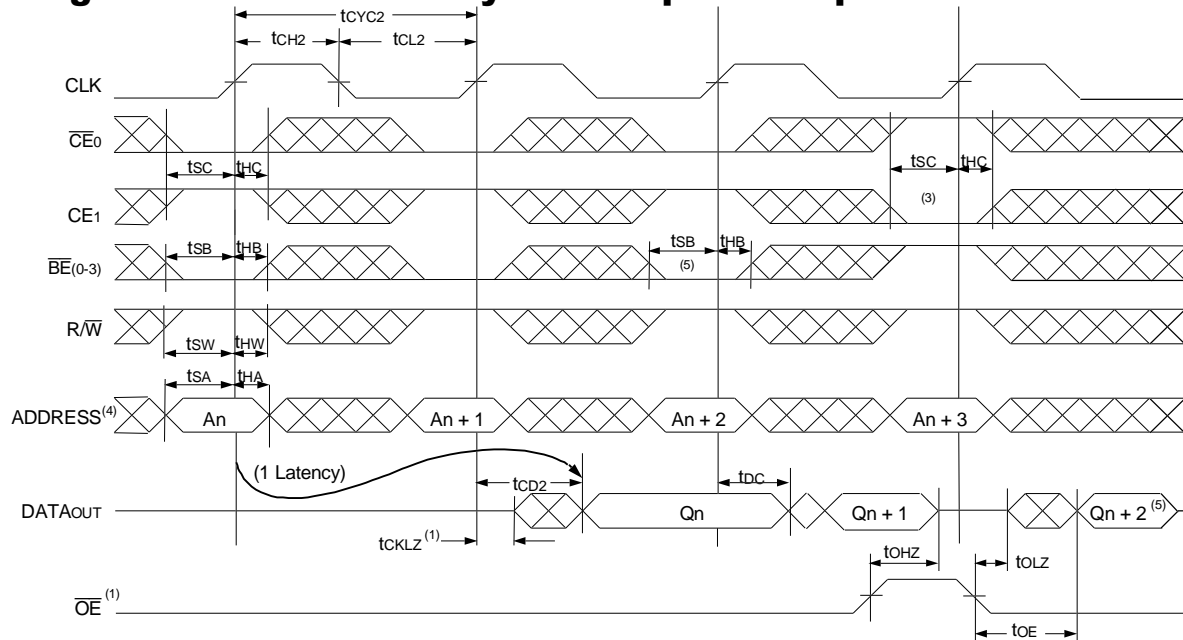 tCYC2
tCH2 tCL2
CLK
CE0
tSC tHC tSC tHC
CE1 (3)
tSB tHB tSB tHB
BE(0-3) (5)
R/W
tSW tHW
tSA tHA
ADDRESS(4) An An + 1 An + 2 An + 3
(1 Latency) tCD2 tDC
DATAOUT Qn Qn + 1 Qn + 2 (5)
tCKLZ(1) tOHZ tOLZ
OE (1)
tOE